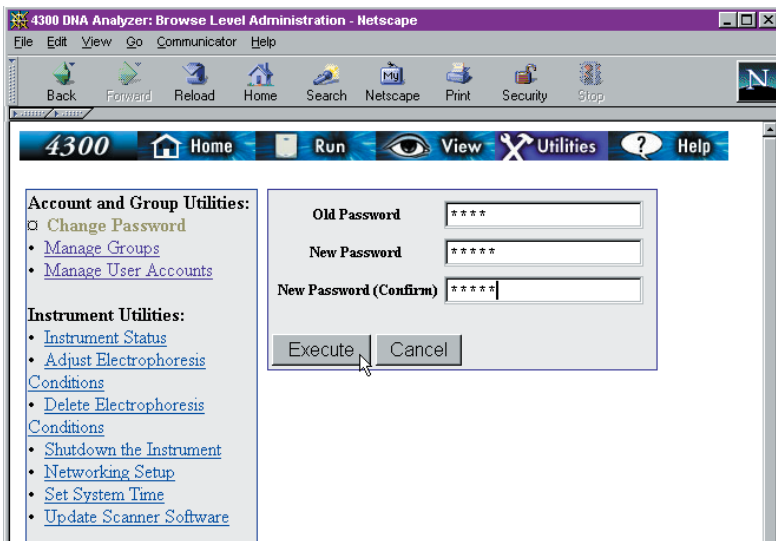 4300 DNA Analyzer: Browse Level Administration - Netscape
File Edit View Go Communicator Help
My N
Back Forward Reload Home Search Netscape Print Security Stop
4300 Home Run View Utilities ? Help
Account and Group Utilities:
Change Password
• Manage Groups
• Manage User Accounts
Instrument Utilities:
• Instrument Status
• Adjust Electrophoresis
Conditions
• Delete Electrophoresis
Conditions
• Shutdown the Instrument
• Networking Setup
• Set System Time
• Update Scanner Software
Old Password ****
New Password *****
New Password (Confirm) *****
Execute Cancel